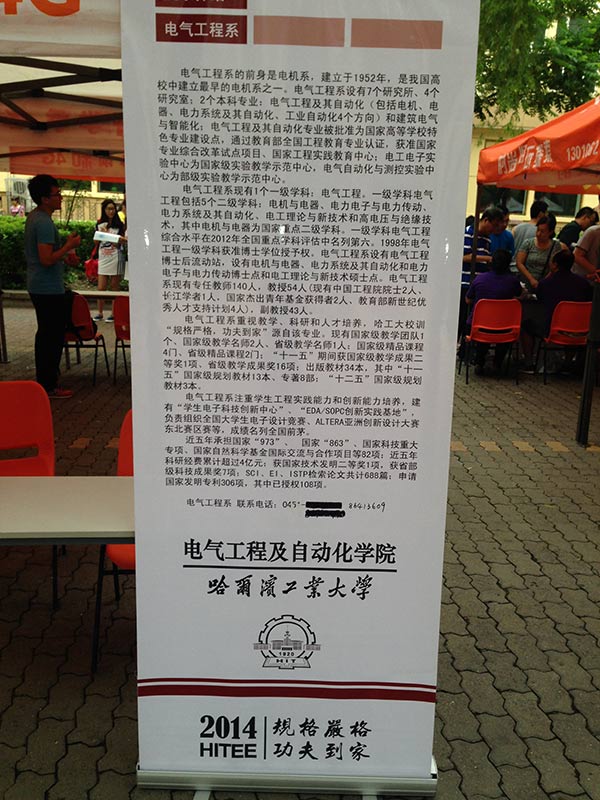 电气工程系
电气工程系的前身是电机系，建立于1952年，是我国高
校中建立最早的电机系之一。电气工程系设有7个研究所、4个
研究室；2个本科专业：电气工程及其自动化（包括电机、电
器、电力系统及其自动化、工业自动化4个方向）和建筑电气
与智能化；电气工程及其自动化专业被批准为国家高等学校特
色专业建设点，通过教育部全国工程教育专业认证，获准国家
专业综合改革试点项目、国家工程实践教育中心；电工电子实
验中心为国家级实验教学示范中心，电气自动化与测控实验中
心为部级实验教学示范中心。
电气工程系现有1个一级学科：电气工程。一级学科电气
工程包括5个二级学科：电机与电器、电力电子与电力传动、
电力系统及其自动化、电工理论与新技术和高电压与绝缘技
术，其中电机与电器为国家重点二级学科。一级学科电气工程
综合水平在2012年全国重点学科评估中名列第六。1998年电气
工程一级学科获准博士学位授予权。电气工程系设有电气工程
博士后流动站，设有电机与电器、电力系统及其自动化和电力
电子与电力传动博士点和电工理论与新技术硕士点。电气工程
系现有专任教师140人，教授54人（现有中国工程院院士2人、
长江学者1人、国家杰出青年基金获得者2人、教育部新世纪优
秀人才支持计划4人），副教授43人。
电气工程系重视教学、科研和人才培养，哈工大校训
“规格严格，功夫到家”源自该专业。现有国家级教学团队1
个、国家级教学名师2人、省级教学名师1人；国家级精品课程
4门、省级精品课程2门；“十一五”期间获国家级教学成果二
等奖1项、省级教学成果奖16项；出版教材34本，其中“十一
五”国家级规划教材13本、专著8部；“十二五”国家级规划
教材3本。
电气工程系注重学生工程实践能力和创新能力培养，建
有“学生电子科技创新中心”、“EDA/SOPC创新实践基地”，
负责组织全国大学生电子设计竞赛、ALTERA亚洲创新设计大赛
东北赛区赛等，成绩名列全国前茅。
近五年承担国家“973”、国家“863”、国家科技重大
专项、国家自然科学基金国际交流与合作项目等82项；近五年
科研经费累计超过4亿元；获国家技术发明二等奖1项，获省部
级科技成果奖7项；SCI、EI、ISTP检索论文共计688篇；申请
国家发明专利306项，其中已授权108项。
电气工程系 联系电话：045 86413609
电气工程及自动化学院
哈爾濱工業大學
1920
HIT
2014 規格嚴格
HITEE 功夫到家